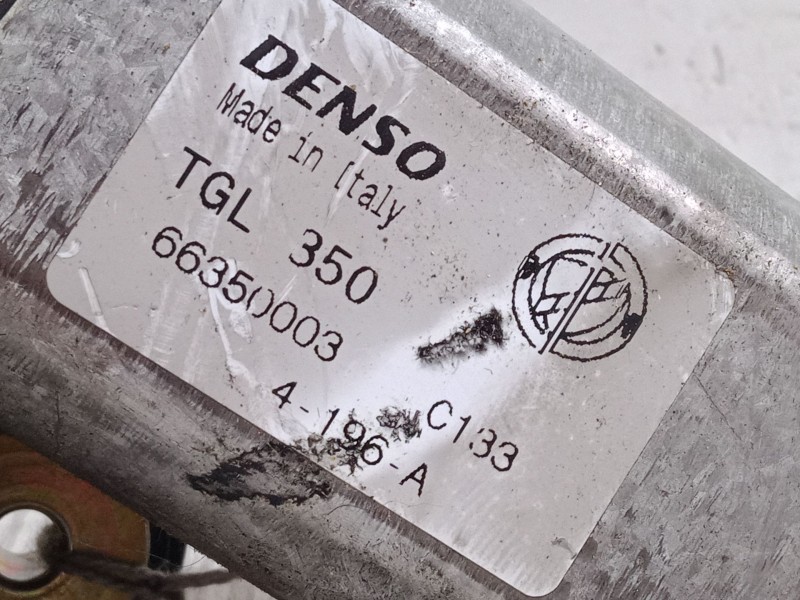 DENSO
Made in Italy
TGL 350
66350003
C133
4-196-A